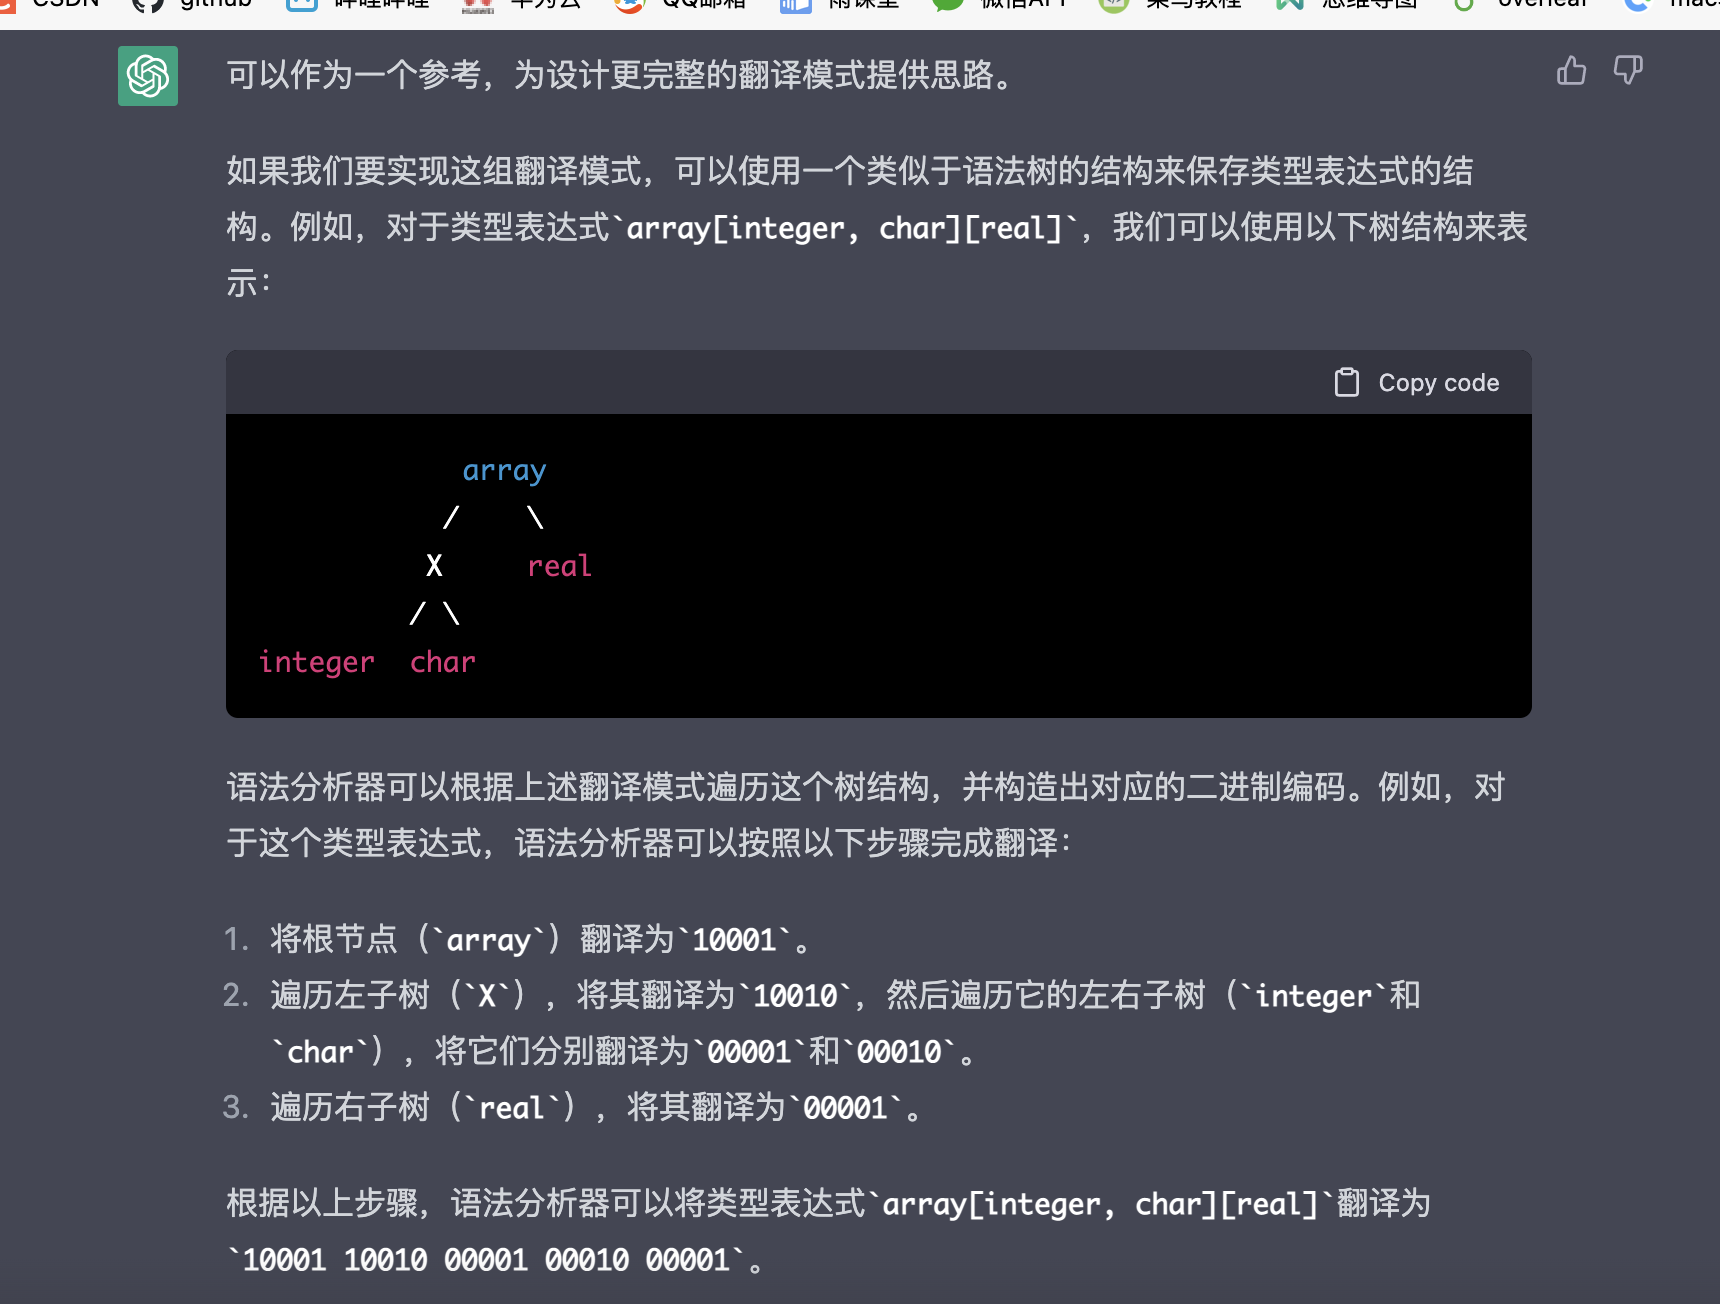 CSDN github 哔哩哔哩 华为云 QQ邮箱 雨课堂 微信API 菜鸟教程 思维导图 overleaf
可以作为一个参考，为设计更完整的翻译模式提供思路。
如果我们要实现这组翻译模式，可以使用一个类似于语法树的结构来保存类型表达式的结
构。例如，对于类型表达式`array[integer, char][real]`，我们可以使用以下树结构来表
示：
Copy code
array
/ \
X real
/ \
integer char
语法分析器可以根据上述翻译模式遍历这个树结构，并构造出对应的二进制编码。例如，对
于这个类型表达式，语法分析器可以按照以下步骤完成翻译：
1. 将根节点（`array`）翻译为`10001`。
2. 遍历左子树（`X`），将其翻译为`10010`，然后遍历它的左右子树（`integer`和
`char`），将它们分别翻译为`00001`和`00010`。
3. 遍历右子树（`real`），将其翻译为`00001`。
根据以上步骤，语法分析器可以将类型表达式`array[integer, char][real]`翻译为
`10001 10010 00001 00010 00001`。